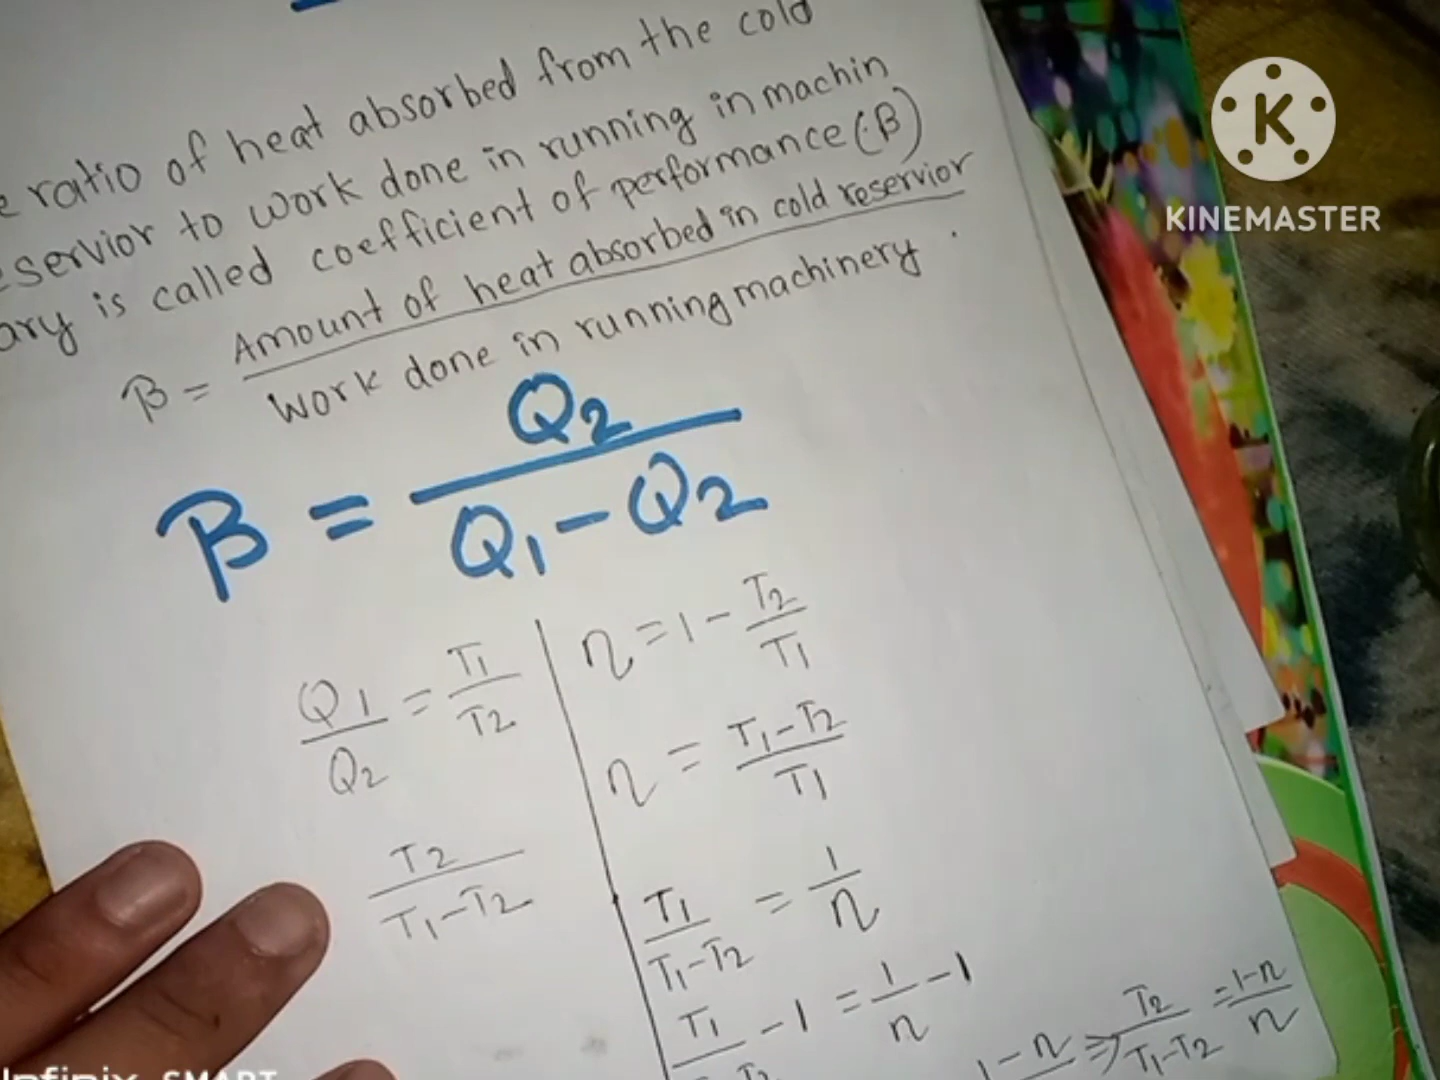 ratio of heat absorbed from the cold
servior to work done in running in machin
ary is called coefficient of performance (β)
β = Amount of heat absorbed in cold reservior / work done in running machinery.
β = Q2 / Q1 - Q2
Q1 / Q2 = T1 / T2
T2 / T1 - T2
η = 1 - T2 / T1
η = T1 - T2 / T1
T1 / T1 - T2 = 1 / η
T1 / T2 - 1 = 1 / η - 1
1 - η ⇒ T2 / T1 - T2 = 1 - η / η
K
KINEMASTER
Infinix SMART